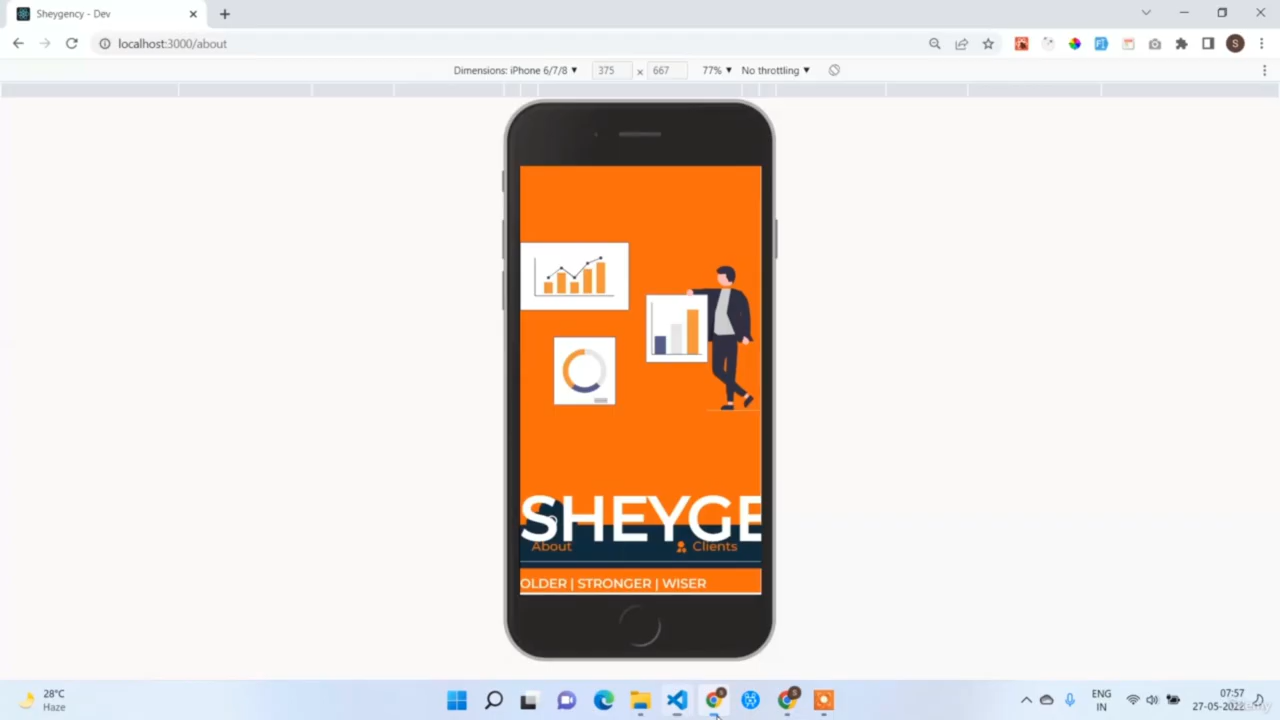 Sheygency - Dev
localhost:3000/about
S
Dimensions: iPhone 6/7/8 ▼ 375 x 667 77% ▼ No throttling ▼
SHEYGE
About Clients
OLDER | STRONGER | WISER
28°C
Haze
ENG
IN
07:57
27-05-2022